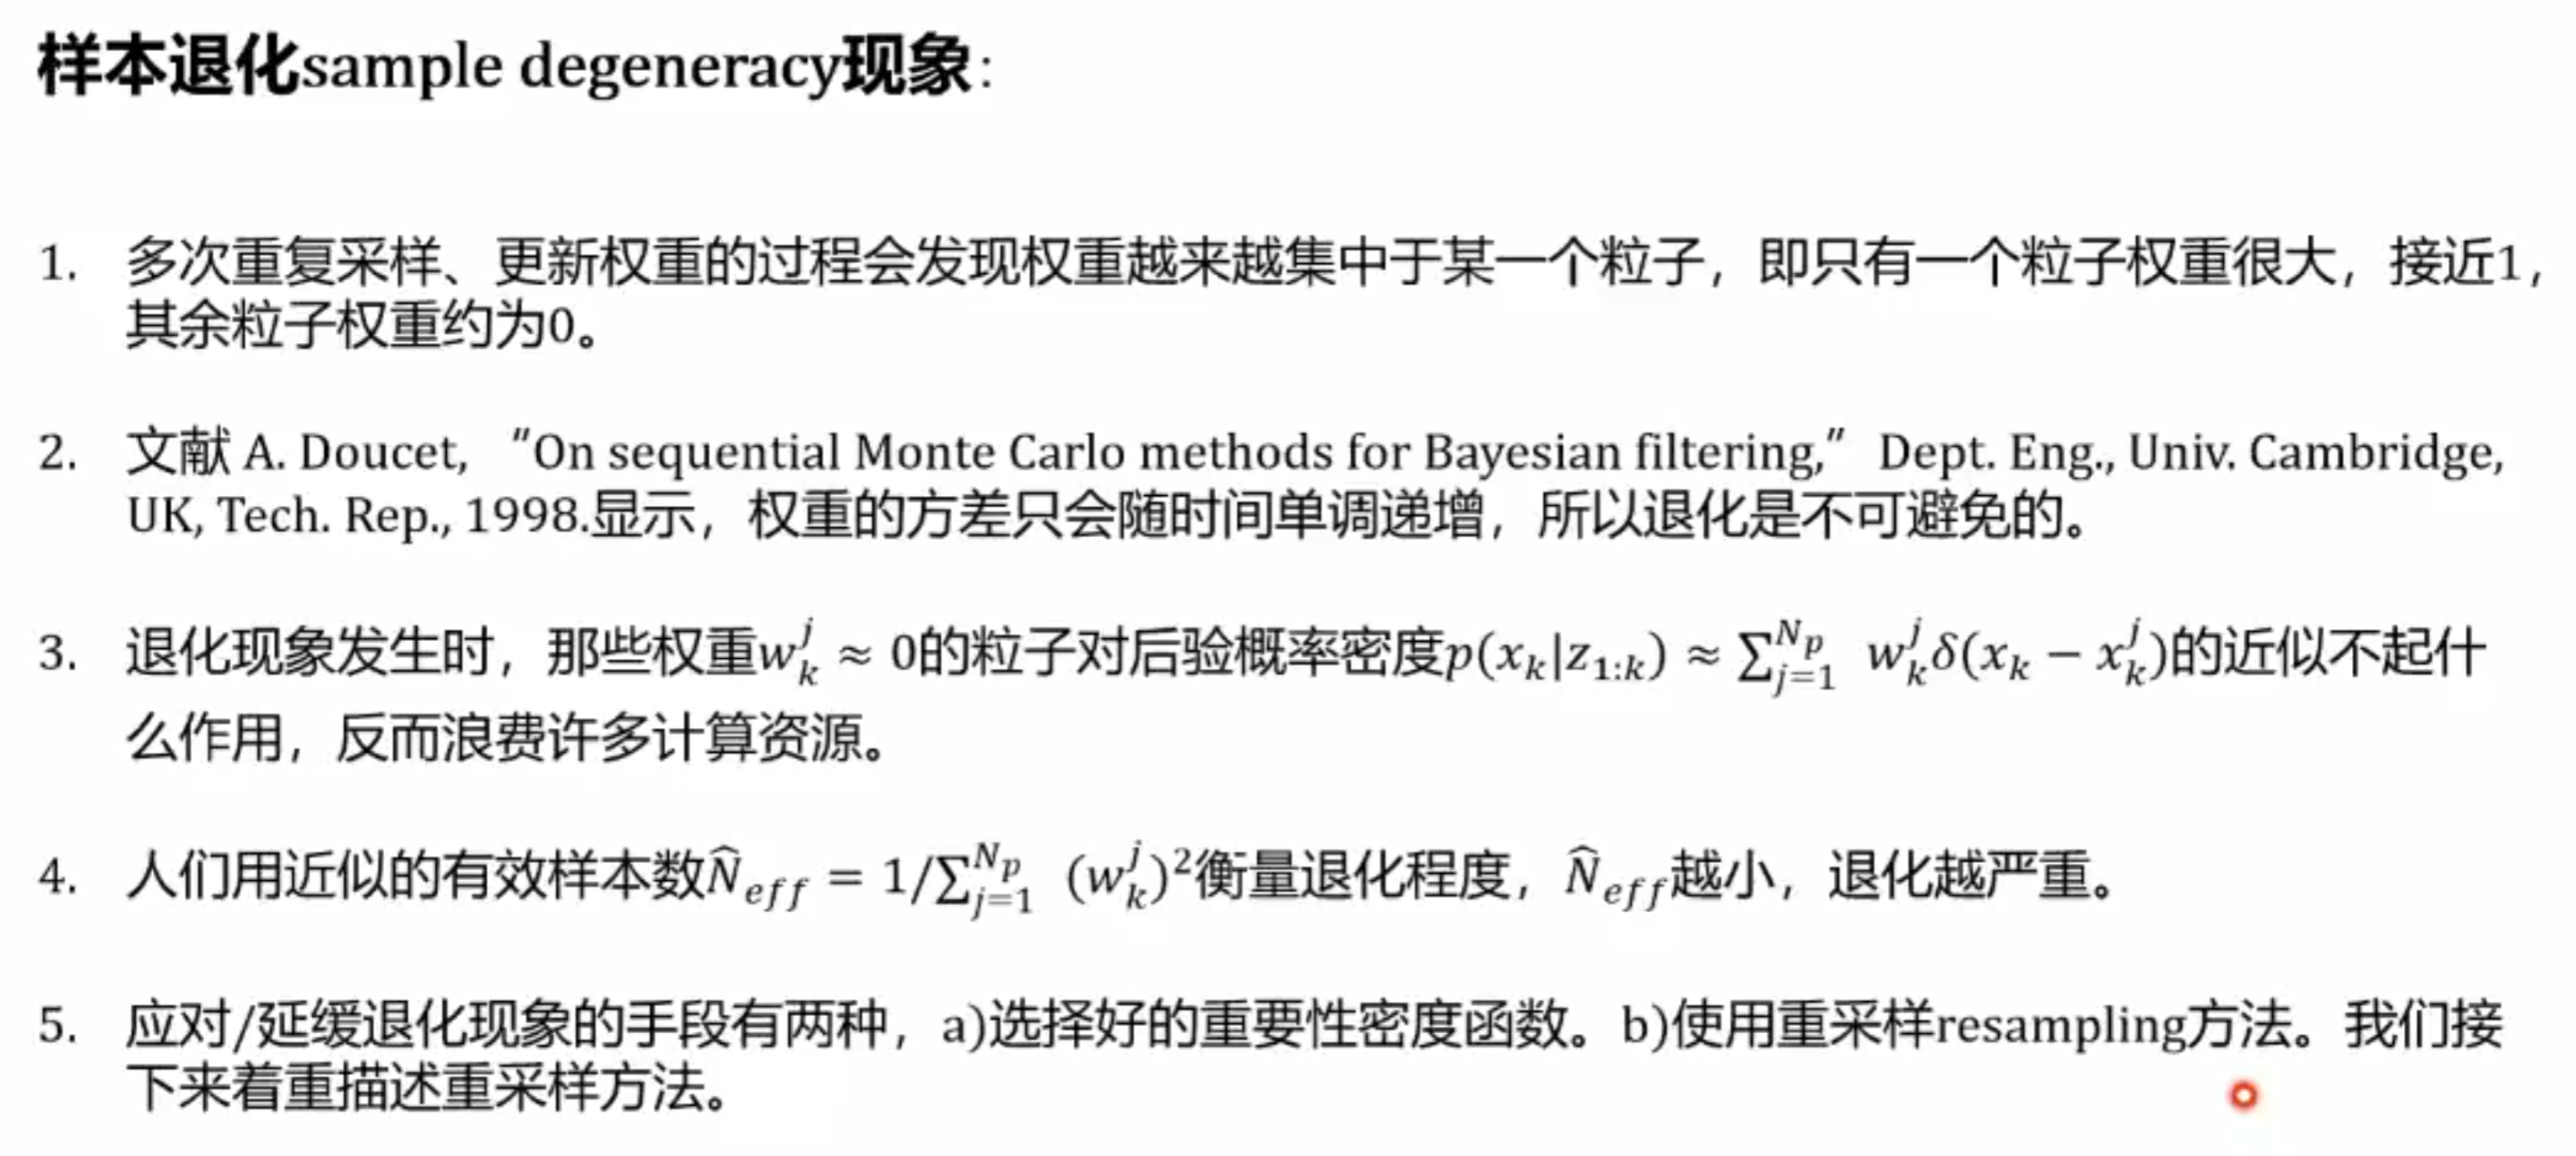 样本退化sample degeneracy现象:
1. 多次重复采样、更新权重的过程会发现权重越来越集中于某一个粒子，即只有一个粒子权重很大，接近1，
其余粒子权重约为0。
2. 文献 A. Doucet, “On sequential Monte Carlo methods for Bayesian filtering,” Dept. Eng., Univ. Cambridge,
UK, Tech. Rep., 1998.显示，权重的方差只会随时间单调递增，所以退化是不可避免的。
3. 退化现象发生时，那些权重$w_k^j \approx 0$的粒子对后验概率密度$p(x_k|z_{1:k}) \approx \sum_{j=1}^{N_p} w_k^j \delta(x_k - x_k^j)$的近似不起什
么作用，反而浪费许多计算资源。
4. 人们用近似的有效样本数$\widehat{N}_{eff} = 1/\sum_{j=1}^{N_p} (w_k^j)^2$衡量退化程度，$\widehat{N}_{eff}$越小，退化越严重。
5. 应对/延缓退化现象的手段有两种，a)选择好的重要性密度函数。b)使用重采样resampling方法。我们接
下来着重描述重采样方法。